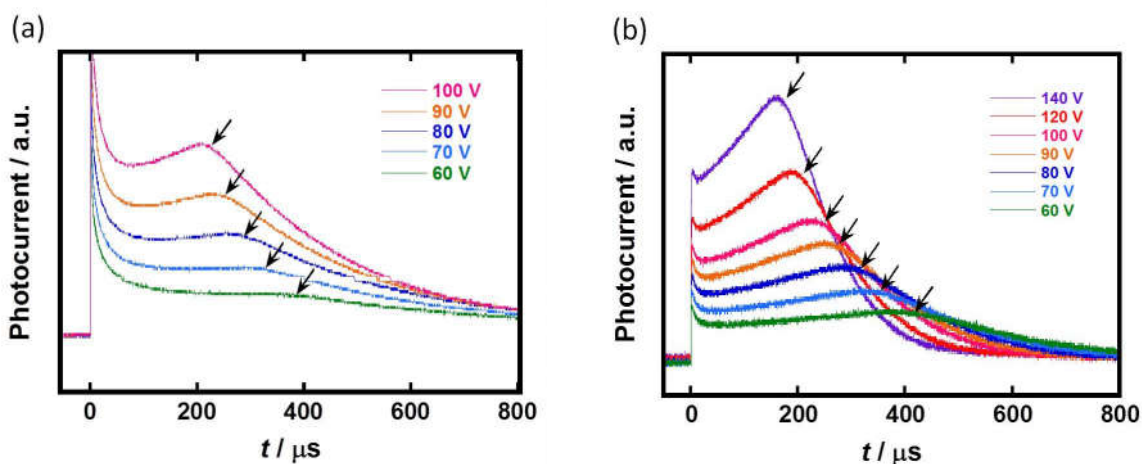 (a)
Photocurrent / a.u.
100 V
90 V
80 V
70 V
60 V
0 200 400 600 800
t / μs
(b)
Photocurrent / a.u.
140 V
120 V
100 V
90 V
80 V
70 V
60 V
0 200 400 600 800
t / μs